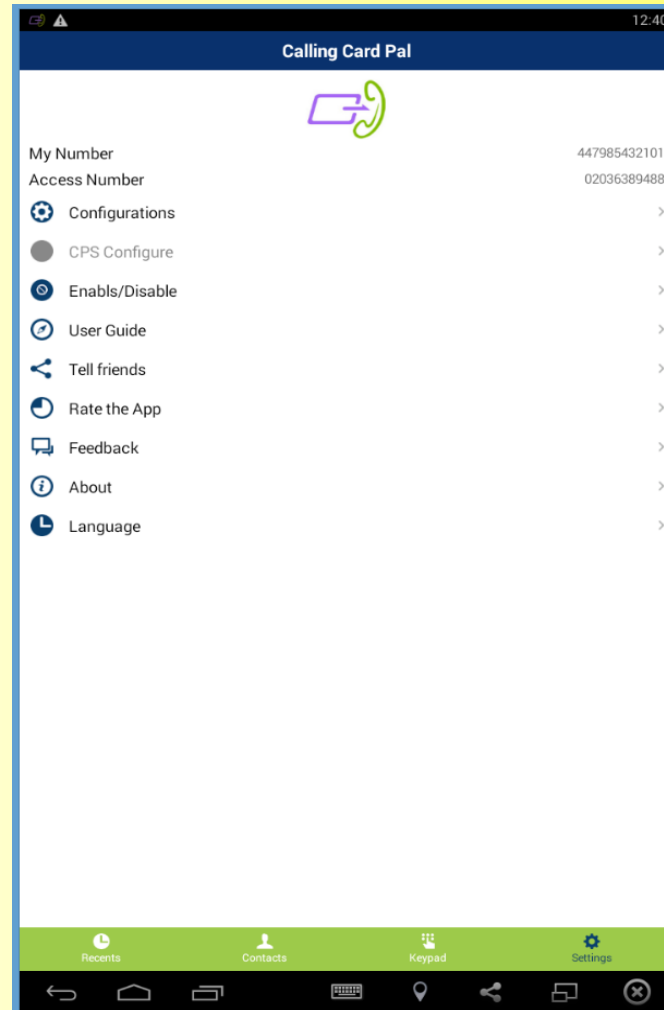 12:40
Calling Card Pal
My Number 447985432101
Access Number 02036389488
Configurations
CPS Configure
Enabls/Disable
User Guide
Tell friends
Rate the App
Feedback
About
Language
Recents Contacts Keypad Settings